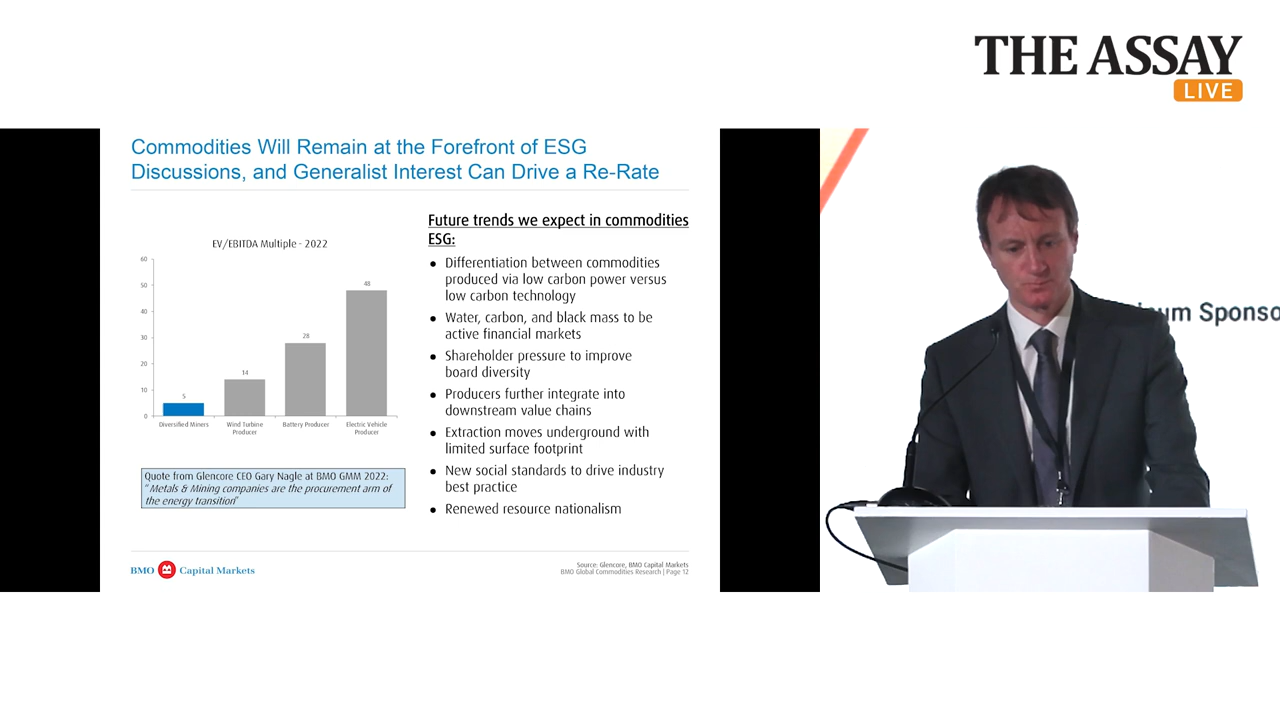 THE ASSAY
LIVE
Commodities Will Remain at the Forefront of ESG
Discussions, and Generalist Interest Can Drive a Re-Rate
EV/EBITDA Multiple - 2022
60
50
40
30
20
10
0
5
14
28
48
Diversified Miners
Wind Turbine
Producer
Battery Producer
Electric Vehicle
Producer
Quote from Glencore CEO Gary Nagle at BMO GMM 2022:
"Metals & Mining companies are the procurement arm of
the energy transition"
Future trends we expect in commodities
ESG:
• Differentiation between commodities
produced via low carbon power versus
low carbon technology
• Water, carbon, and black mass to be
active financial markets
• Shareholder pressure to improve
board diversity
• Producers further integrate into
downstream value chains
• Extraction moves underground with
limited surface footprint
• New social standards to drive industry
best practice
• Renewed resource nationalism
BMO Capital Markets
Source: Glencore, BMO Capital Markets
BMO Global Commodities Research | Page 12
num Sponso